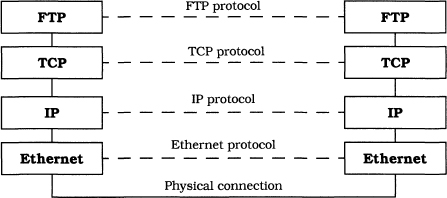 FTP protocol
FTP FTP
TCP protocol
TCP TCP
IP protocol
IP IP
Ethernet protocol
Ethernet Ethernet
Physical connection